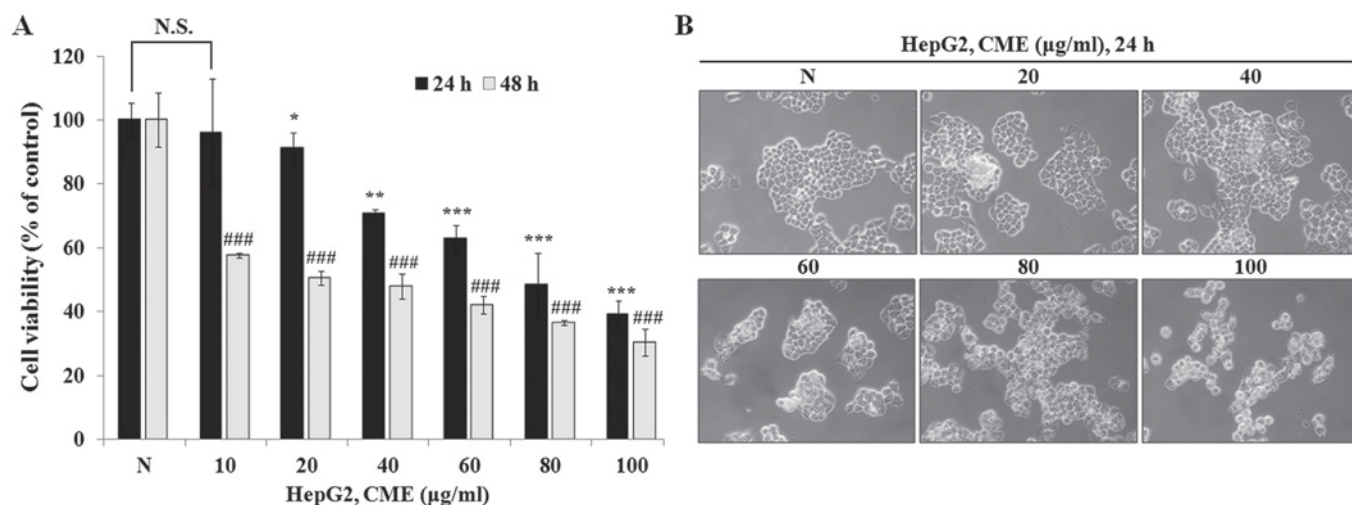 A
N.S.
120
100
80
60
40
20
0
Cell viability (% of control)
24 h 48 h
*
**
***
***
***
###
###
###
###
###
###
N 10 20 40 60 80 100
HepG2, CME (µg/ml)
B
HepG2, CME (µg/ml), 24 h
N 20 40
60 80 100